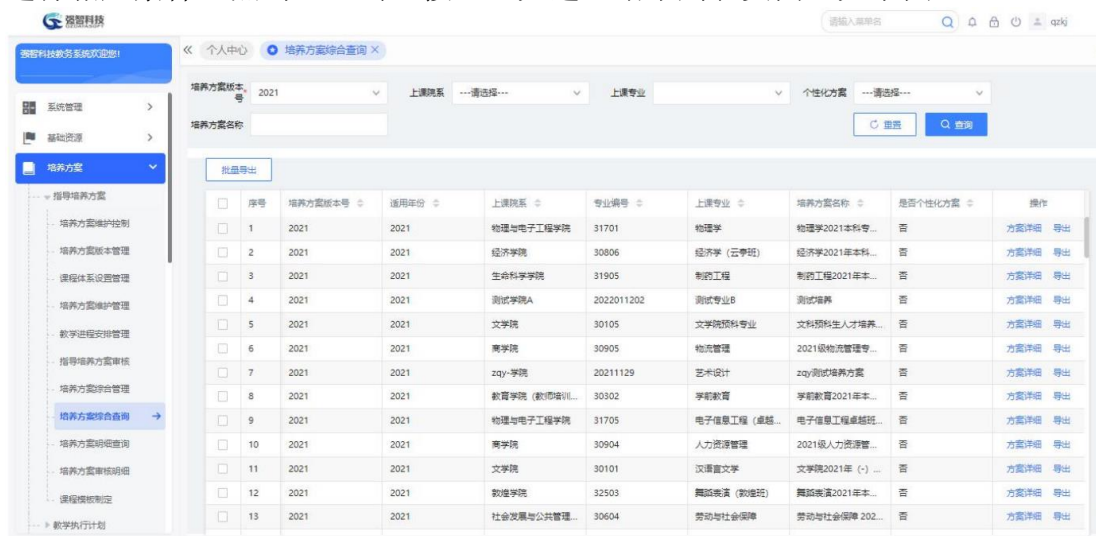 强智科技
请输入菜单名
qzkj
强智科技教务系统欢迎您!
个人中心
培养方案综合查询
系统管理
基础资源
培养方案
指导培养方案
培养方案维护控制
培养方案版本管理
课程体系设置管理
培养方案维护管理
教学进程安排管理
指导培养方案审核
培养方案综合管理
培养方案综合查询
培养方案明细查询
培养方案审核明细
课程模板制定
教学执行计划
培养方案版本号* 2021 上课院系 ---请选择--- 上课专业 个性化方案 ---请选择---
培养方案名称 重置 查询
批量导出
序号 培养方案版本号 适用年份 上课院系 专业编号 上课专业 培养方案名称 是否个性化方案 操作
1 2021 2021 物理与电子工程学院 31701 物理学 物理学2021本科专... 否 方案详细 导出
2 2021 2021 经济学院 30806 经济学（云亭班） 经济学2021年本科... 否 方案详细 导出
3 2021 2021 生命科学学院 31905 制药工程 制药工程2021年本... 否 方案详细 导出
4 2021 2021 测试学院A 2022011202 测试专业B 测试培养 否 方案详细 导出
5 2021 2021 文学院 30105 文学院预科专业 文科预科生人才培养... 否 方案详细 导出
6 2021 2021 商学院 30905 物流管理 2021级物流管理专... 否 方案详细 导出
7 2021 2021 zqy-学院 20211129 艺术设计 zqy测试培养方案 否 方案详细 导出
8 2021 2021 教育学院（教师培训... 30302 学前教育 学前教育2021年本... 否 方案详细 导出
9 2021 2021 物理与电子工程学院 31705 电子信息工程（卓越... 电子信息工程卓越班... 否 方案详细 导出
10 2021 2021 商学院 30904 人力资源管理 2021级人力资源管... 否 方案详细 导出
11 2021 2021 文学院 30101 汉语言文学 文学院2021年 (-) ... 否 方案详细 导出
12 2021 2021 敦煌学院 32503 舞蹈表演（敦煌班） 舞蹈表演2021年本... 否 方案详细 导出
13 2021 2021 社会发展与公共管理... 30604 劳动与社会保障 劳动与社会保障 202... 否 方案详细 导出